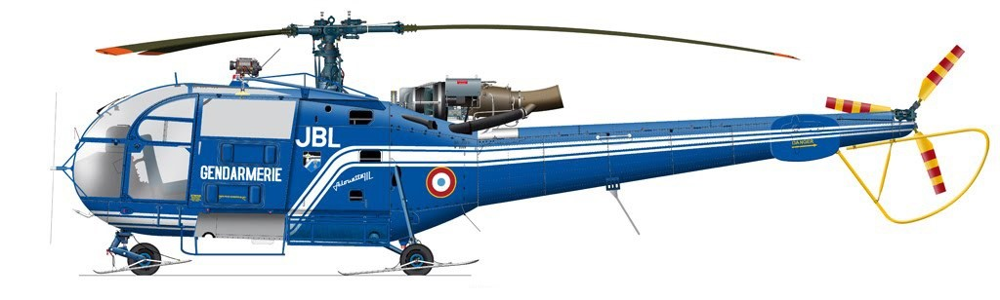 JBL
GENDARMERIE
Alouette III
DANGER